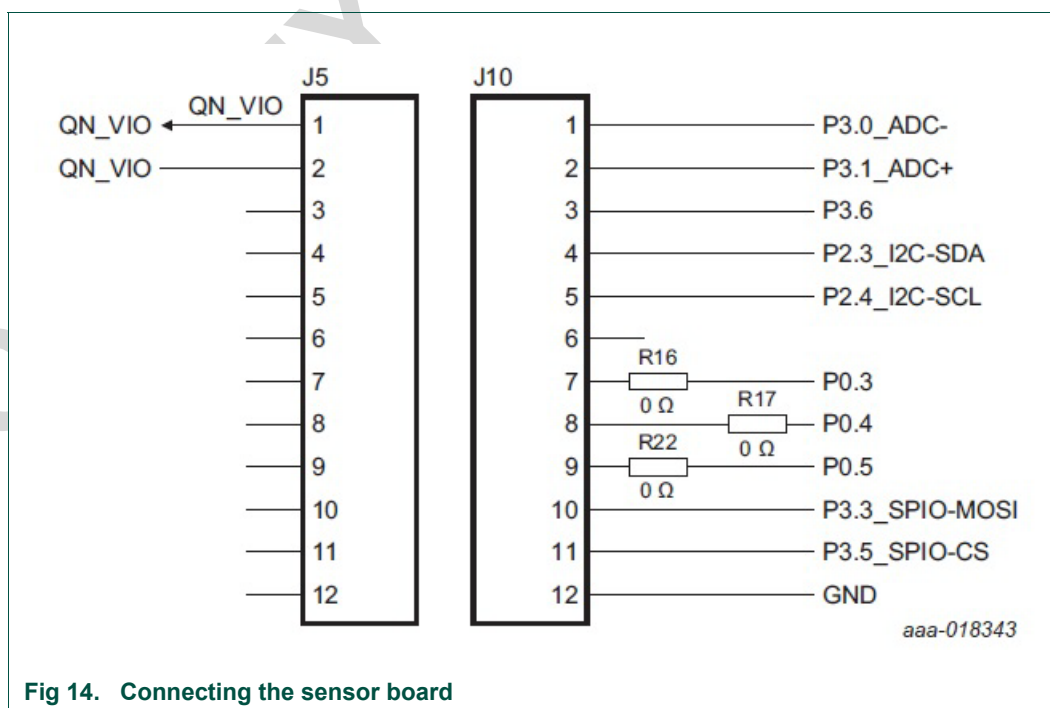 J5
J10
QN_VIO
QN_VIO 1
QN_VIO 2
3
4
5
6
7
8
9
10
11
12
1 P3.0_ADC-
2 P3.1_ADC+
3 P3.6
4 P2.3_I2C-SDA
5 P2.4_I2C-SCL
6
R16
7 P0.3
0 Ω
R17
8 P0.4
0 Ω
R22
9 P0.5
0 Ω
10 P3.3_SPIO-MOSI
11 P3.5_SPIO-CS
12 GND
aaa-018343
Fig 14. Connecting the sensor board